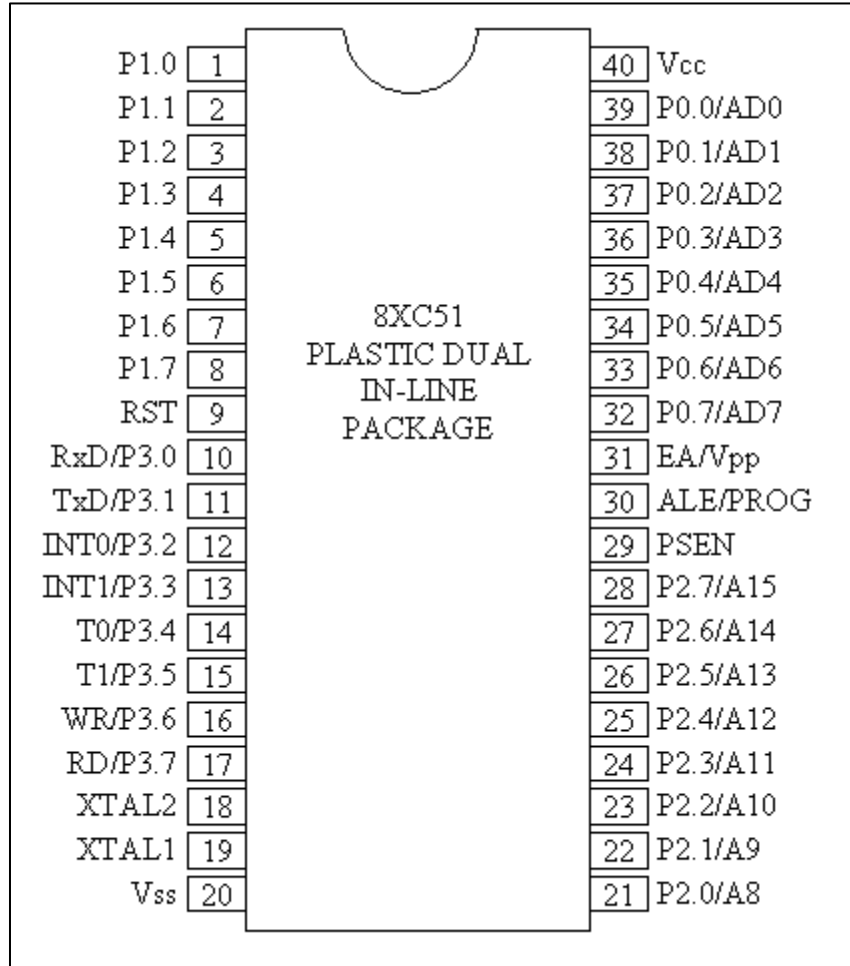 P1.0 1 40 Vcc
P1.1 2 39 P0.0/AD0
P1.2 3 38 P0.1/AD1
P1.3 4 37 P0.2/AD2
P1.4 5 36 P0.3/AD3
P1.5 6 35 P0.4/AD4
P1.6 7 34 P0.5/AD5
P1.7 8 33 P0.6/AD6
RST 9 32 P0.7/AD7
RxD/P3.0 10 31 EA/Vpp
TxD/P3.1 11 30 ALE/PROG
INT0/P3.2 12 29 PSEN
INT1/P3.3 13 28 P2.7/A15
T0/P3.4 14 27 P2.6/A14
T1/P3.5 15 26 P2.5/A13
WR/P3.6 16 25 P2.4/A12
RD/P3.7 17 24 P2.3/A11
XTAL2 18 23 P2.2/A10
XTAL1 19 22 P2.1/A9
Vss 20 21 P2.0/A8
8XC51
PLASTIC DUAL
IN-LINE
PACKAGE